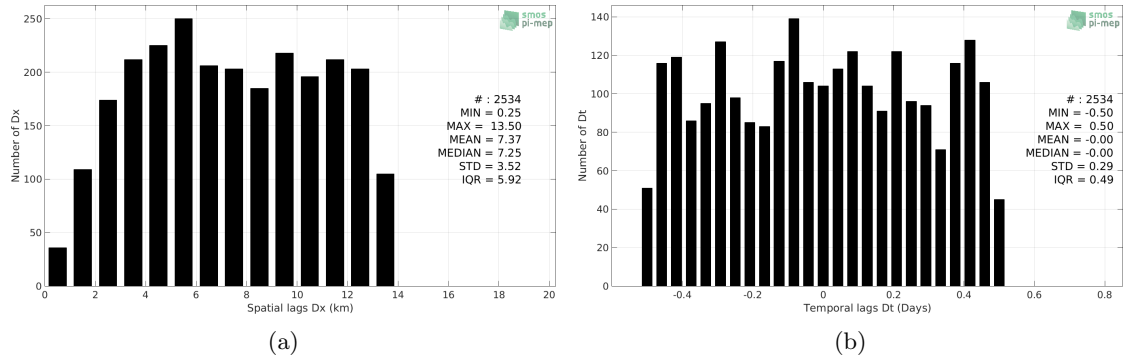 smos
pi-mep
250
200
150
100
50
0
Number of Dx
# : 2534
MIN = 0.25
MAX = 13.50
MEAN = 7.37
MEDIAN = 7.25
STD = 3.52
IQR = 5.92
0 2 4 6 8 10 12 14 16 18 20
Spatial lags Dx (km)
(a)
smos
pi-mep
140
120
100
80
60
40
20
0
Number of Dt
# : 2534
MIN = -0.50
MAX = 0.50
MEAN = -0.00
MEDIAN = -0.00
STD = 0.29
IQR = 0.49
-0.4 -0.2 0 0.2 0.4 0.6 0.8
Temporal lags Dt (Days)
(b)